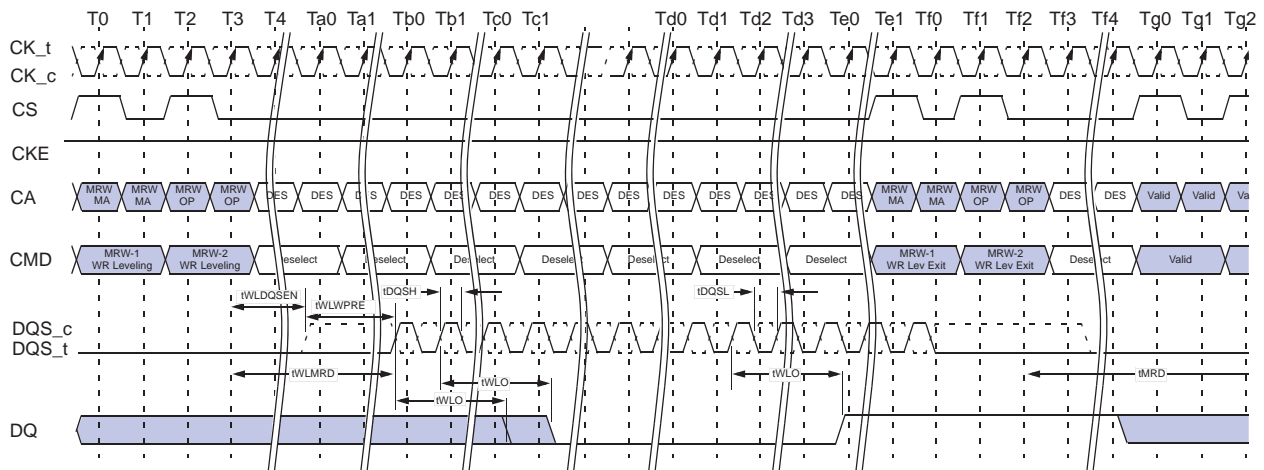 T0 T1 T2 T3 T4 Ta0 Ta1 Tb0 Tb1 Tc0 Tc1 Td0 Td1 Td2 Td3 Te0 Te1 Tf0 Tf1 Tf2 Tf3 Tf4 Tg0 Tg1 Tg2
CK_t
CK_c
CS
CKE
CA
MRW MRW MRW MRW DES DES DES DES DES DES DES DES DES DES DES DES DES DES MRW MRW MRW MRW DES DES Valid Valid Va
MA MA OP OP MA MA OP OP
CMD
MRW-1 MRW-2 Deselect Deselect Deselect Deselect Deselect Deselect Deselect MRW-1 MRW-2 Deselect Valid
WR Leveling WR Leveling WR Lev Exit WR Lev Exit
tDQSH tDQSL
tWLDQSEN tWLWPRE
DQS_c
DQS_t
tWLMRD tWLO tWLO tMRD
tWLO
DQ